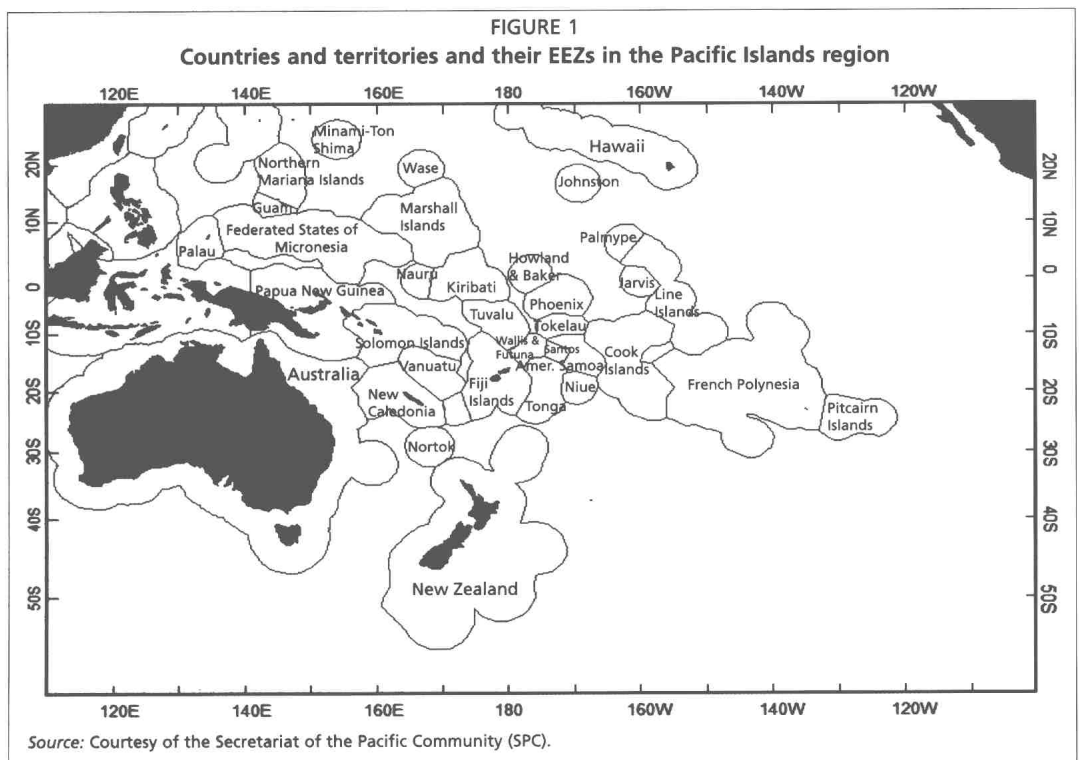 FIGURE 1
Countries and territories and their EEZs in the Pacific Islands region
120E 140E 160E 180 160W 140W 120W
20N
10N
0
10S
20S
30S
40S
50S
Minami-Ton
Shima
Hawaii
Northern
Mariana Islands
Wase
Johnston
Guam
Marshall
Islands
Federated States of
Micronesia
Palau
Palmype
Howland
& Baker
Nauru
Kiribati
Jarvis
Papua New Guinea
Phoenix
Line
Islands
Tuvalu
Tokelau
Solomon Islands
Wallis &
Futuna
Santos
Cook
Islands
Vanuatu
Amer. Samoa
Australia
Fiji
Islands
Niue
French Polynesia
New
Caledonia
Tonga
Pitcairn
Islands
Nortok
New Zealand
20N
10N
0
10S
20S
30S
40S
50S
120E 140E 160E 180 160W 140W 120W
Source: Courtesy of the Secretariat of the Pacific Community (SPC).